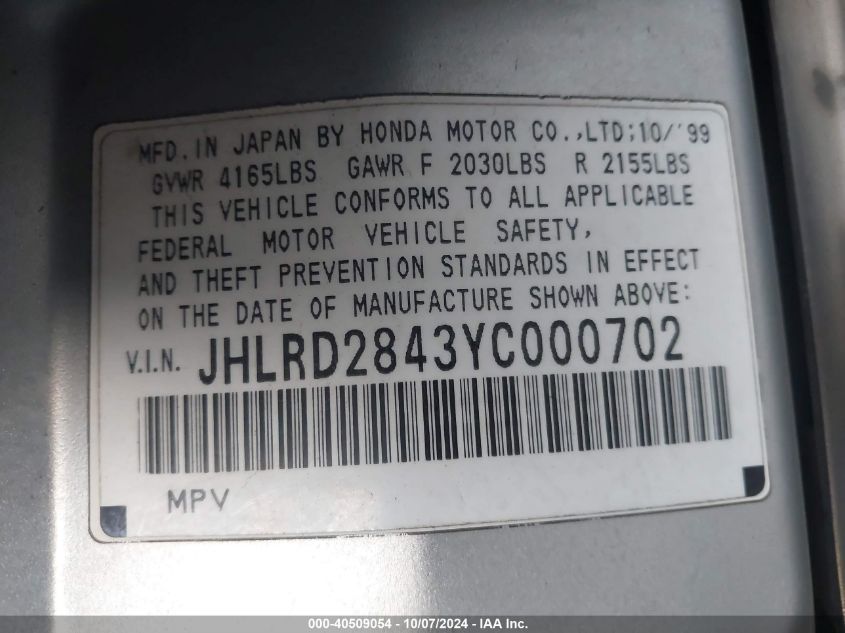 MFD. IN JAPAN BY HONDA MOTOR CO.,LTD;10/'99
GVWR 4165LBS GAWR F 2030LBS R 2155LBS
THIS VEHICLE CONFORMS TO ALL APPLICABLE
FEDERAL MOTOR VEHICLE SAFETY,
AND THEFT PREVENTION STANDARDS IN EFFECT
ON THE DATE OF MANUFACTURE SHOWN ABOVE:
V.I.N. JHLRD2843YC000702
MPV
000-40509054 - 10/07/2024 - IAA Inc.